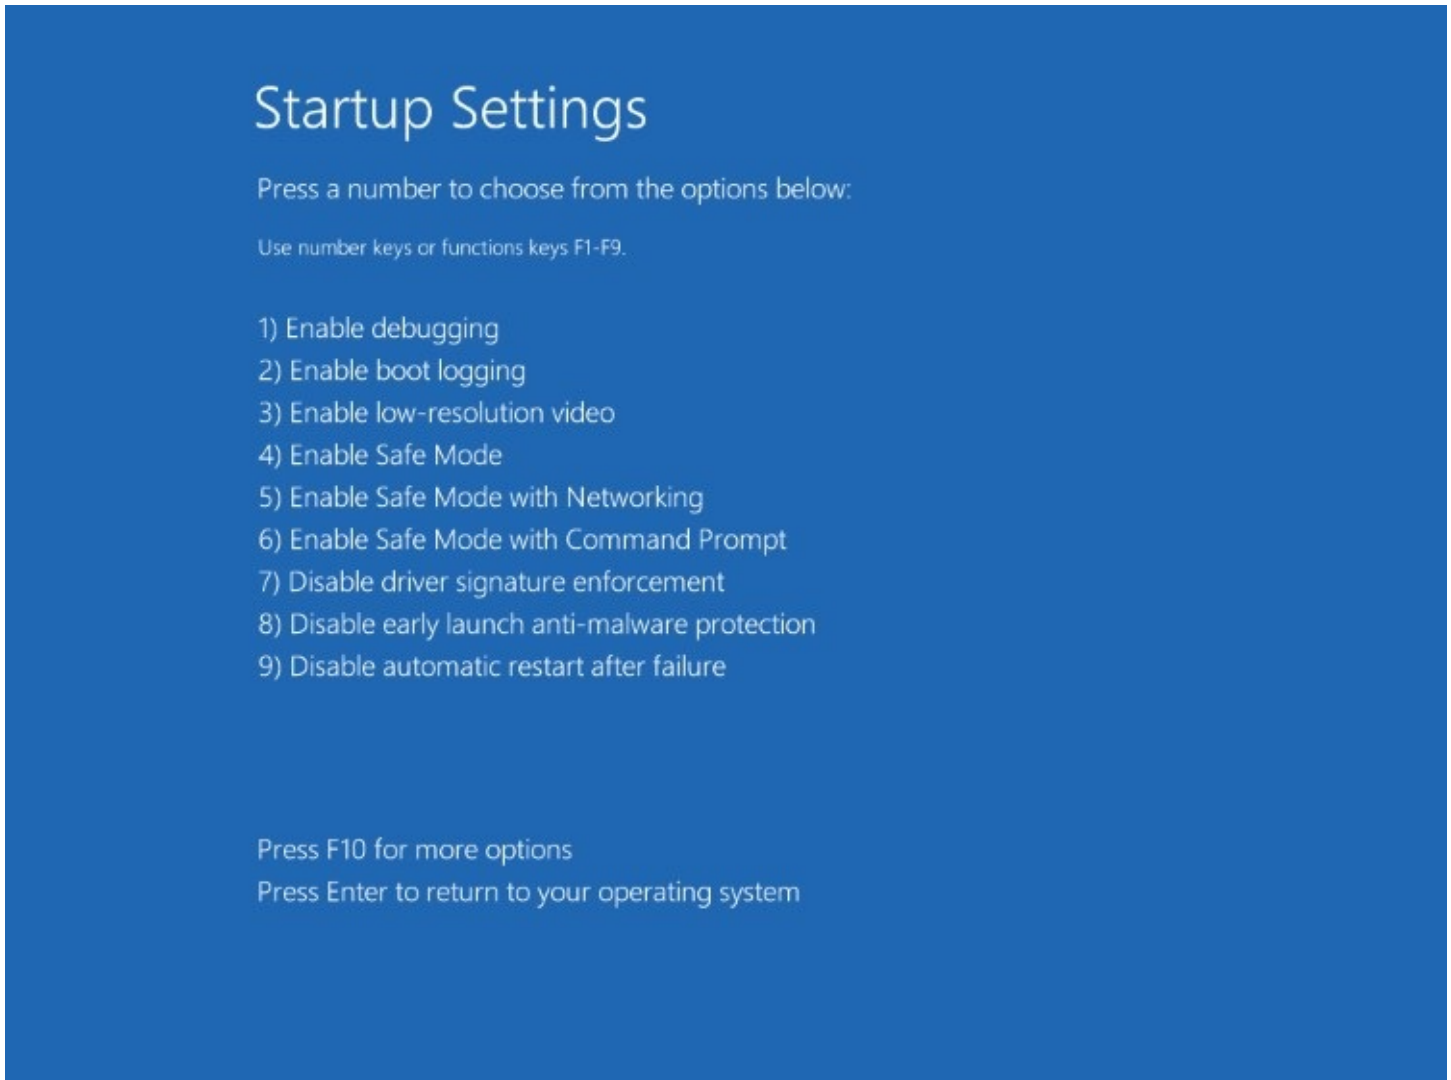 Startup Settings
Press a number to choose from the options below:
Use number keys or functions keys F1-F9.
1) Enable debugging
2) Enable boot logging
3) Enable low-resolution video
4) Enable Safe Mode
5) Enable Safe Mode with Networking
6) Enable Safe Mode with Command Prompt
7) Disable driver signature enforcement
8) Disable early launch anti-malware protection
9) Disable automatic restart after failure
Press F10 for more options
Press Enter to return to your operating system